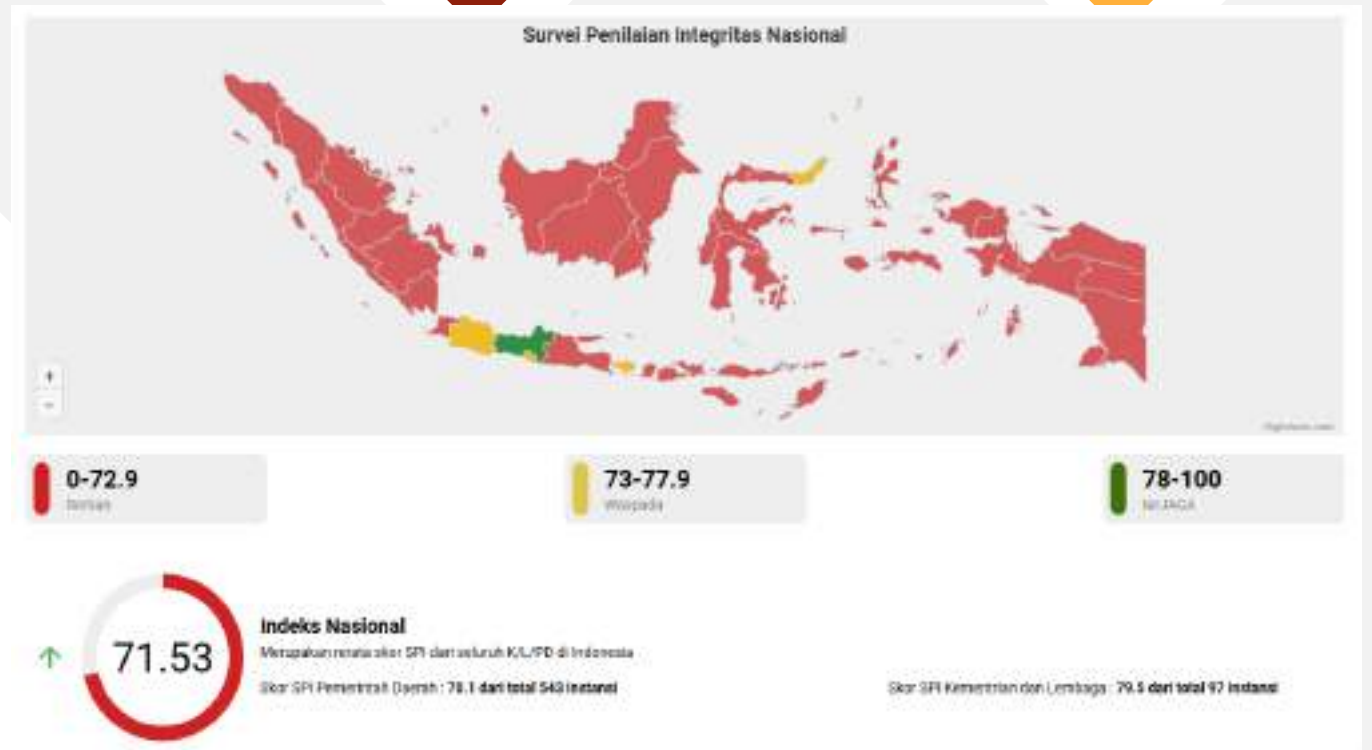 Survei Penilaian Integritas Nasional
+
-
0-72.9
Rentan
73-77.9
Waspada
78-100
71.53
Indeks Nasional
Merupakan rerata skor SPI dari seluruh K/L/PD di Indonesia
Skor SPI Pemerintah Daerah : 70.1 dari total 543 instansi
Skor SPI Kementrian dan Lembaga : 79.5 dari total 97 instansi